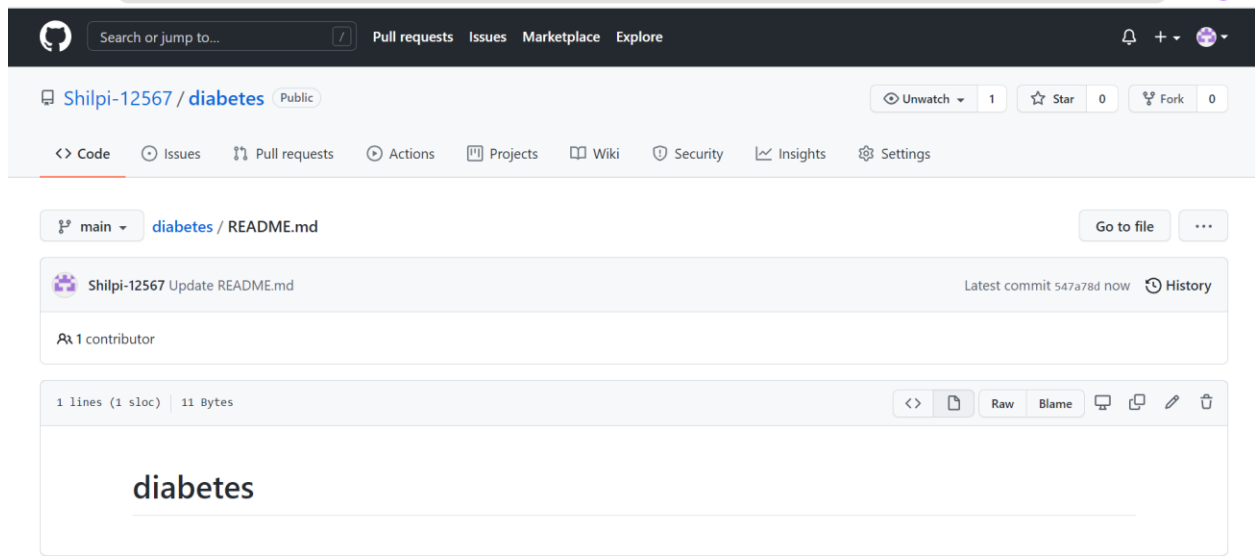 Search or jump to... / Pull requests Issues Marketplace Explore
Shilpi-12567 / diabetes Public Unwatch 1 Star 0 Fork 0
Code Issues Pull requests Actions Projects Wiki Security Insights Settings
main diabetes / README.md Go to file ...
Shilpi-12567 Update README.md Latest commit 547a78d now History
1 contributor
1 lines (1 sloc) 11 Bytes <> Raw Blame
diabetes